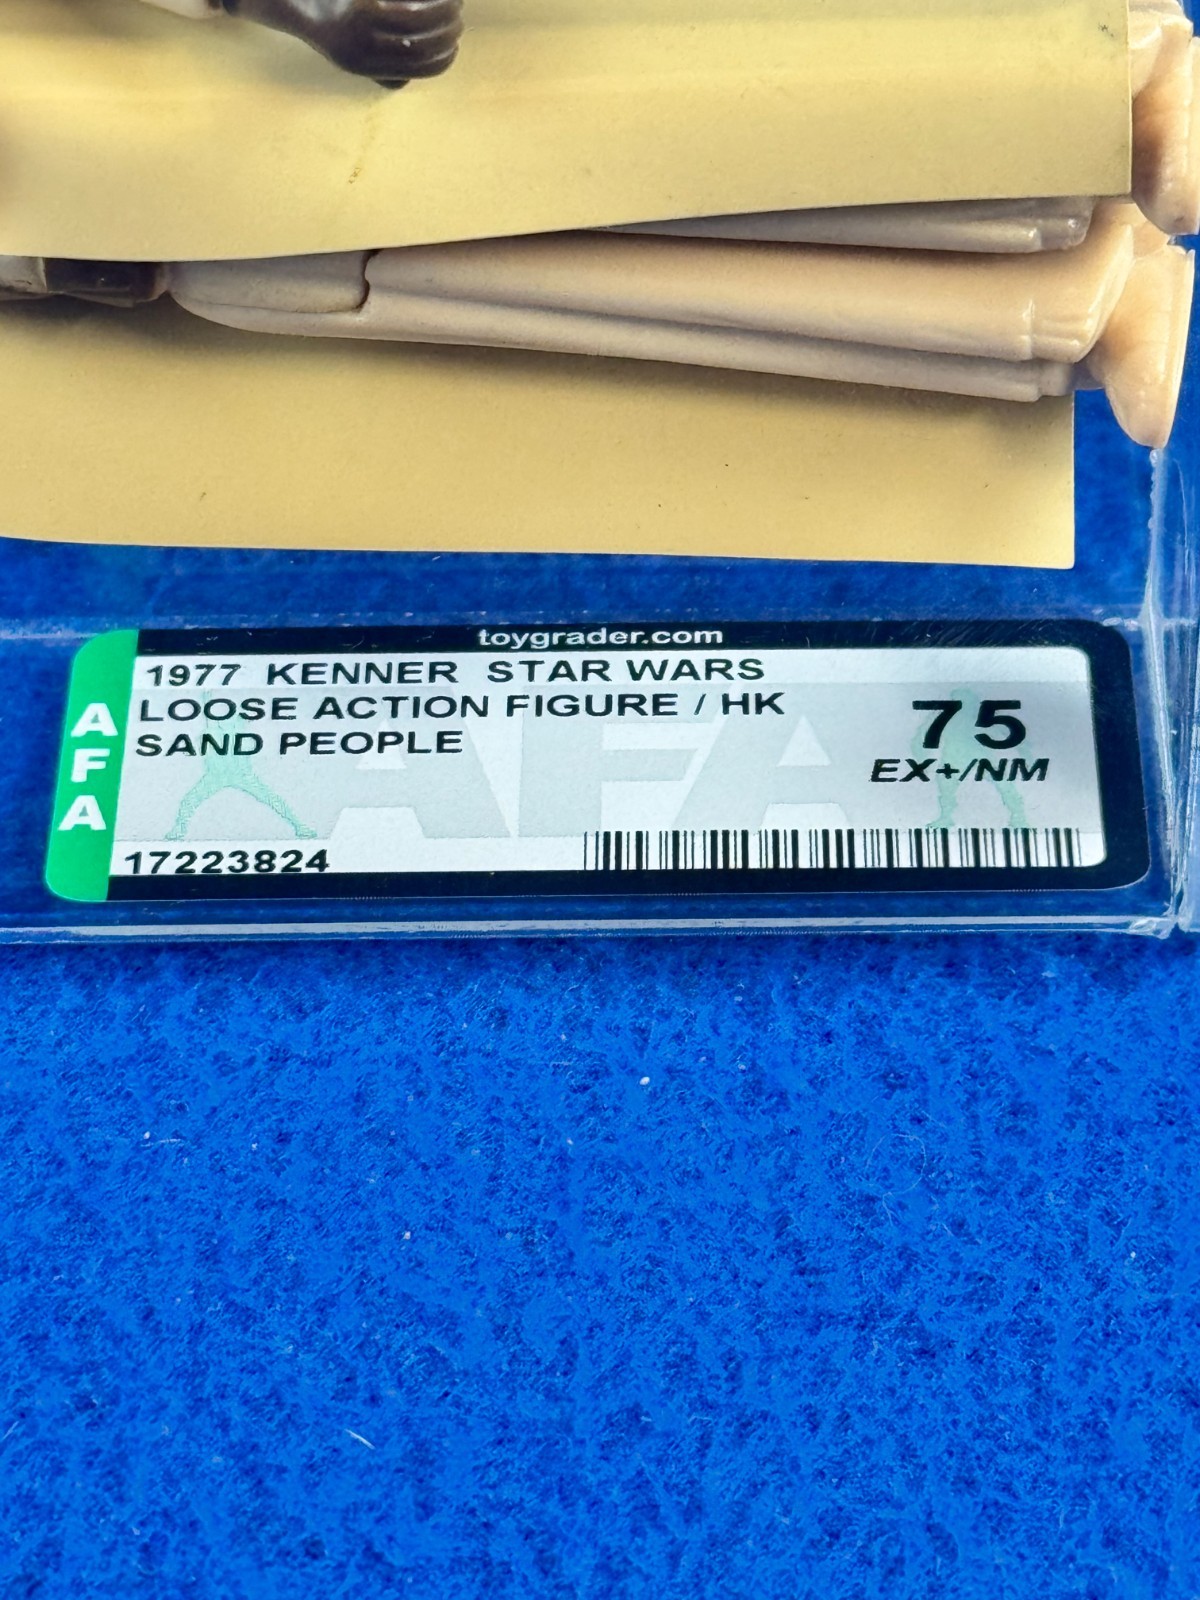 toygrader.com
AFA
1977 KENNER STAR WARS
LOOSE ACTION FIGURE / HK
SAND PEOPLE
75
EX+/NM
AFA
17223824